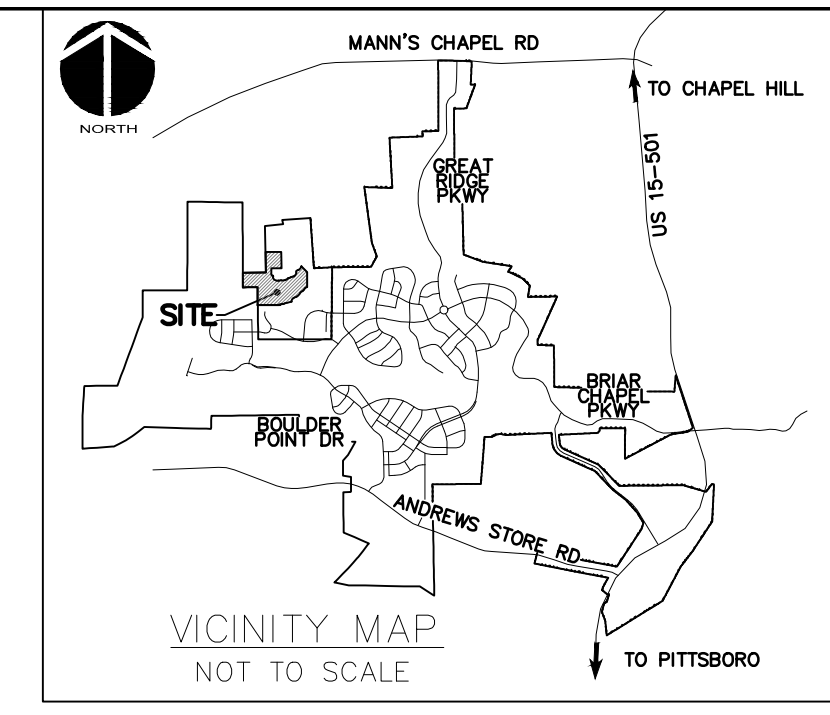 MANN'S CHAPEL RD
TO CHAPEL HILL
NORTH
US 15-501
GREAT
RIDGE
PKWY
SITE
BRIAR
CHAPEL
PKWY
BOULDER
POINT DR
ANDREWS STORE RD
VICINITY MAP
NOT TO SCALE
TO PITTSBORO